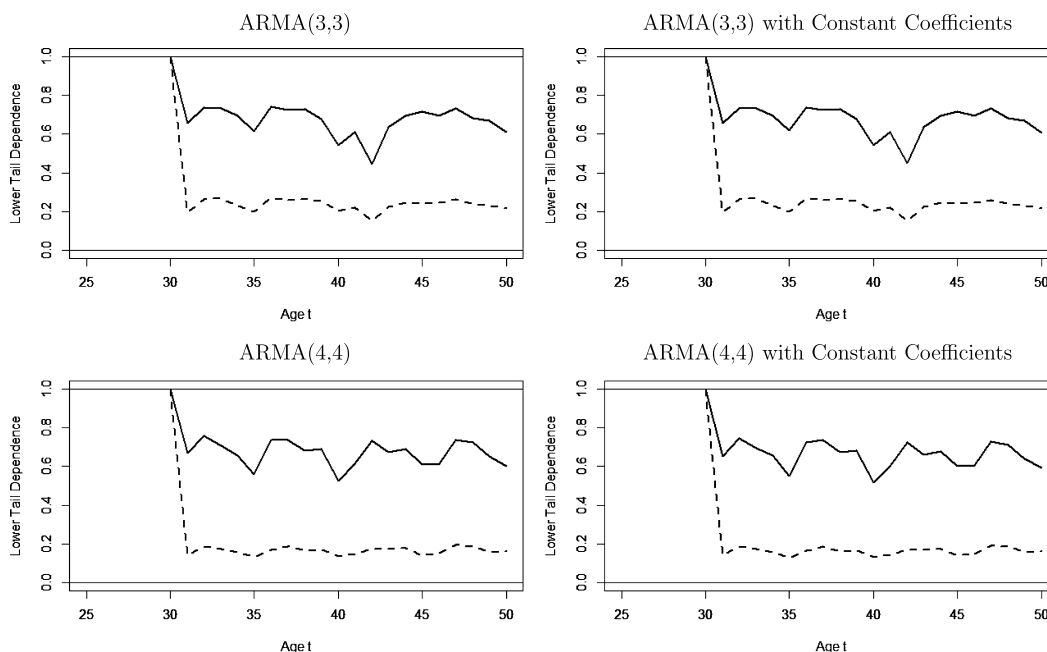 ARMA(3,3)
Lower Tail Dependence
0.0 0.2 0.4 0.6 0.8 1.0
25 30 35 40 45 50
Age t
ARMA(3,3) with Constant Coefficients
Lower Tail Dependence
0.0 0.2 0.4 0.6 0.8 1.0
25 30 35 40 45 50
Age t
ARMA(4,4)
Lower Tail Dependence
0.0 0.2 0.4 0.6 0.8 1.0
25 30 35 40 45 50
Age t
ARMA(4,4) with Constant Coefficients
Lower Tail Dependence
0.0 0.2 0.4 0.6 0.8 1.0
25 30 35 40 45 50
Age t